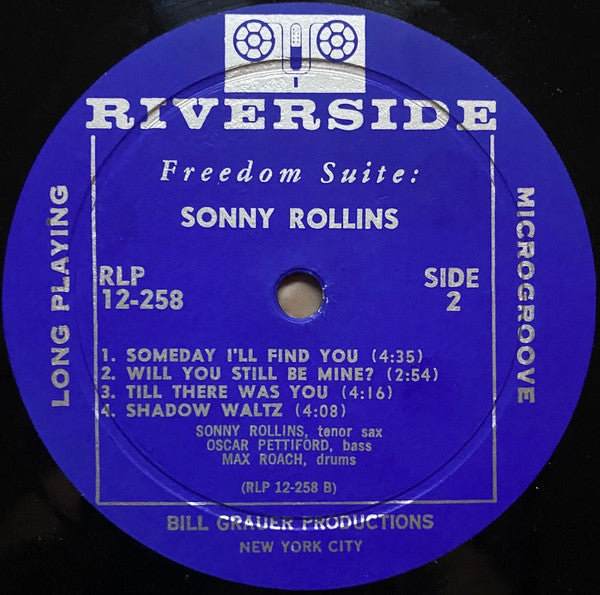 RIVERSIDE
Freedom Suite:
SONNY ROLLINS
LONG PLAYING
MICROGROOVE
RLP
12-258
SIDE
2
1. SOMEDAY I'LL FIND YOU (4:35)
2. WILL YOU STILL BE MINE? (2:54)
3. TILL THERE WAS YOU (4:16)
4. SHADOW WALTZ (4:08)
SONNY ROLLINS, tenor sax
OSCAR PETTIFORD, bass
MAX ROACH, drums
(RLP 12-258 B)
BILL GRAUER PRODUCTIONS
NEW YORK CITY